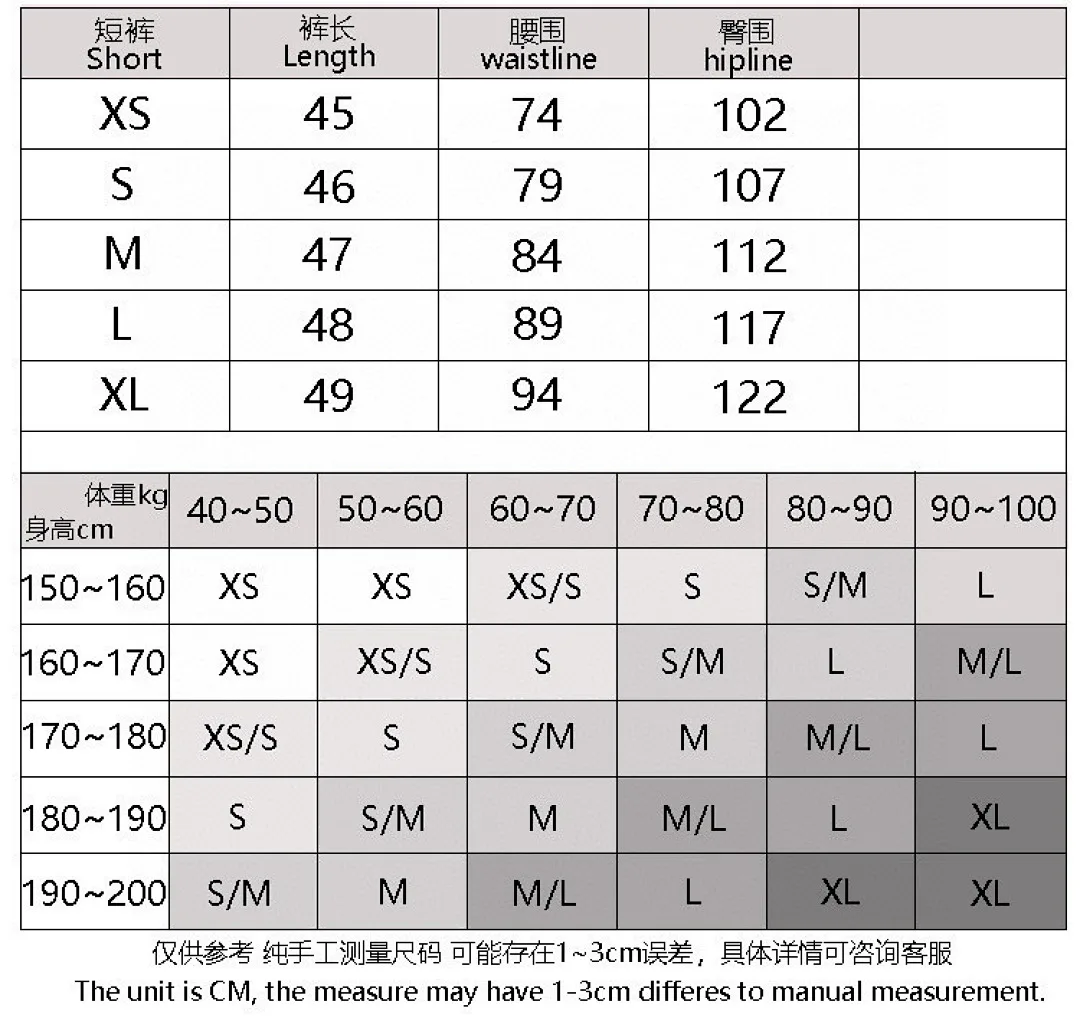 短裤 裤长 腰围 臀围
Short Length waistline hipline
XS 45 74 102
S 46 79 107
M 47 84 112
L 48 89 117
XL 49 94 122
体重kg
身高cm 40~50 50~60 60~70 70~80 80~90 90~100
150~160 XS XS XS/S S S/M L
160~170 XS XS/S S S/M L M/L
170~180 XS/S S S/M M M/L L
180~190 S S/M M M/L L XL
190~200 S/M M M/L L XL XL
仅供参考 纯手工测量尺码 可能存在1~3cm误差，具体详情可咨询客服
The unit is CM, the measure may have 1-3cm differes to manual measurement.